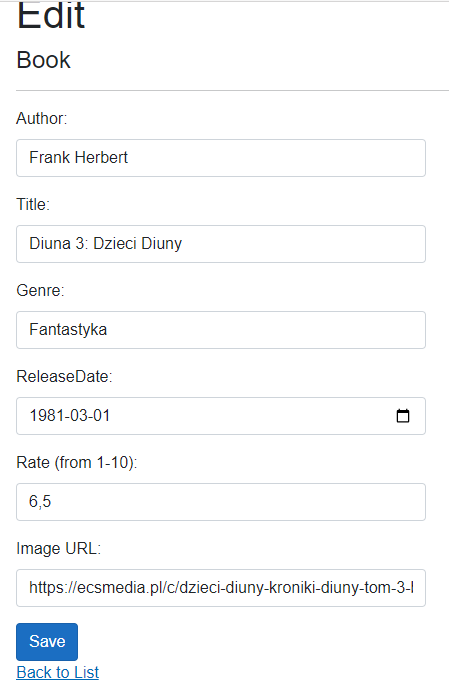 Edit
Book
Author:
Frank Herbert
Title:
Diuna 3: Dzieci Diuny
Genre:
Fantastyka
ReleaseDate:
1981-03-01
Rate (from 1-10):
6,5
Image URL:
https://ecsmedia.pl/c/dzieci-diuny-kroniki-diuny-tom-3-l
Save
Back to List